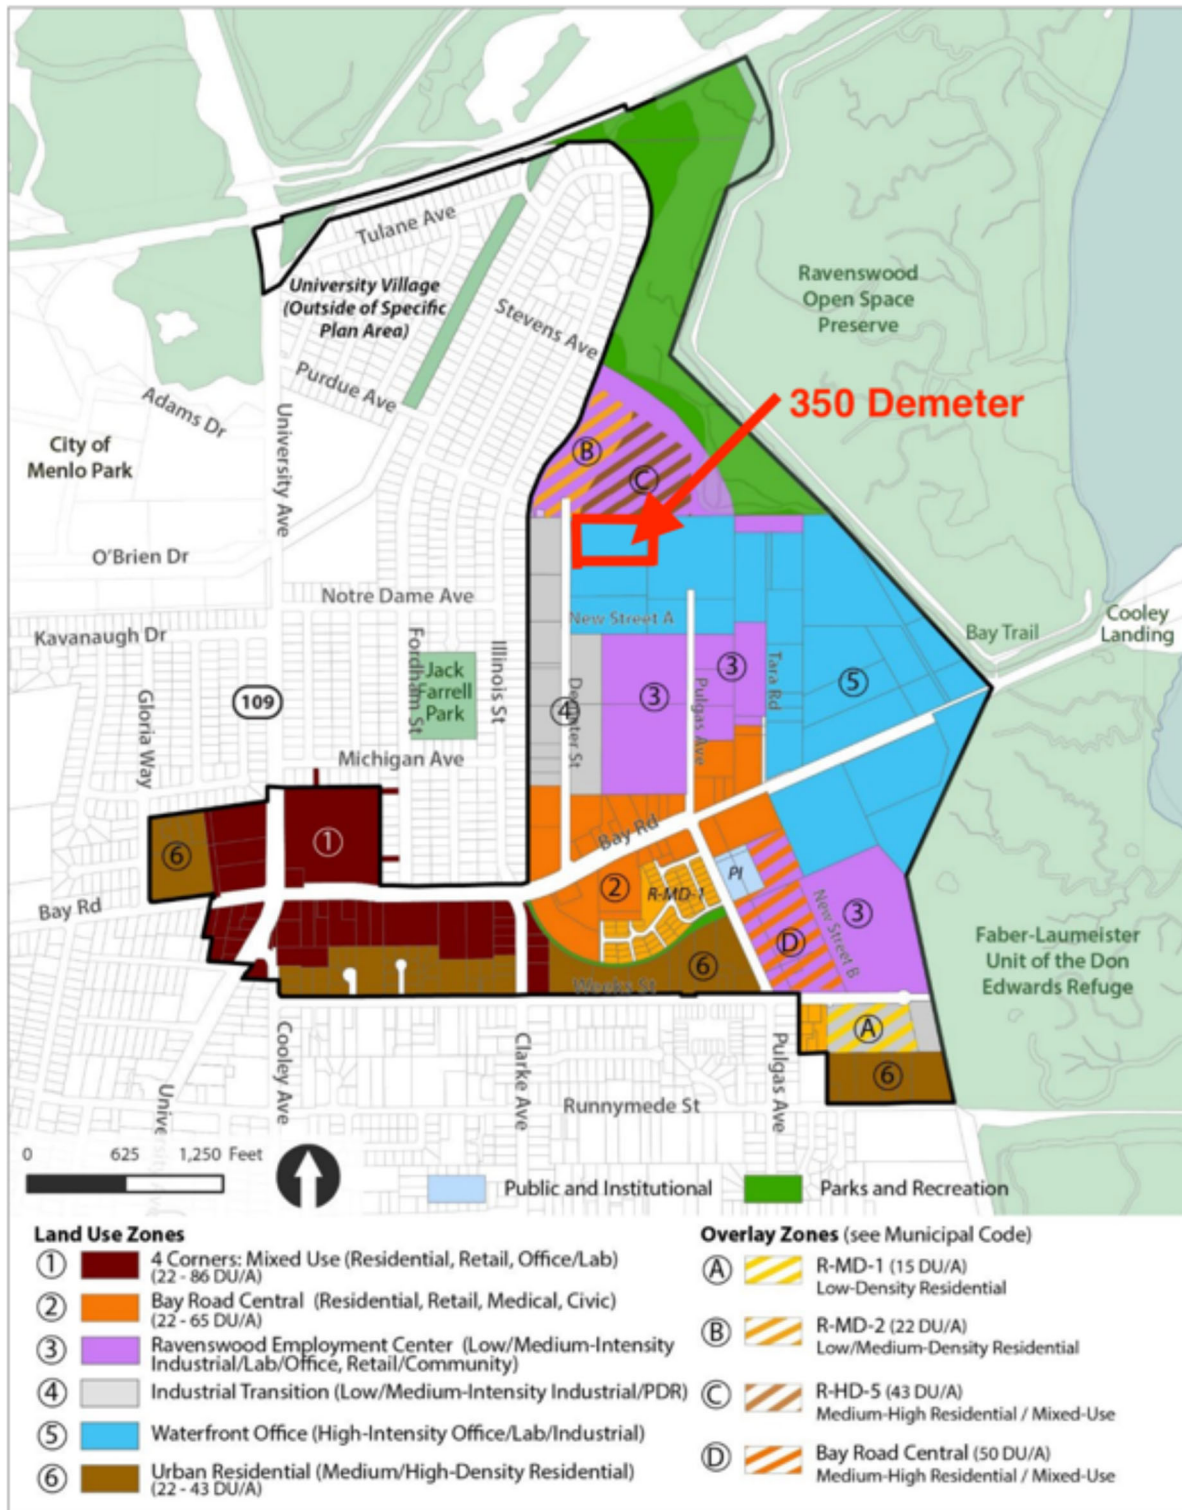 Tulane Ave
University Village
(Outside of Specific
Plan Area)
Stevens Ave
Purdue Ave
Ravenswood
Open Space
Preserve
350 Demeter
Adams Dr
University Ave
City of
Menlo Park
B
C
O'Brien Dr
Notre Dame Ave
New Street A
Kavanaugh Dr
Fordham St
Illinois St
Jack
Farrell
Park
Gloria Way
109
Demeter St
4
3
Pulgas Ave
3
Tara Rd
5
Bay Trail
Cooley
Landing
Michigan Ave
Bay Rd
6
1
2
R-MD-1
PI
Bay Rd
New Street B
3
D
6
Weeks St
Faber-Laumeister
Unit of the Don
Edwards Refuge
A
6
Cooley Ave
Clarke Ave
Pulgas Ave
Runnymede St
0 625 1,250 Feet
Public and Institutional
Parks and Recreation
Land Use Zones
1 4 Corners: Mixed Use (Residential, Retail, Office/Lab)
(22 - 86 DU/A)
2 Bay Road Central (Residential, Retail, Medical, Civic)
(22 - 65 DU/A)
3 Ravenswood Employment Center (Low/Medium-Intensity
Industrial/Lab/Office, Retail/Community)
4 Industrial Transition (Low/Medium-Intensity Industrial/PDR)
5 Waterfront Office (High-Intensity Office/Lab/Industrial)
6 Urban Residential (Medium/High-Density Residential)
(22 - 43 DU/A)
Overlay Zones (see Municipal Code)
A R-MD-1 (15 DU/A)
Low-Density Residential
B R-MD-2 (22 DU/A)
Low/Medium-Density Residential
C R-HD-5 (43 DU/A)
Medium-High Residential / Mixed-Use
D Bay Road Central (50 DU/A)
Medium-High Residential / Mixed-Use